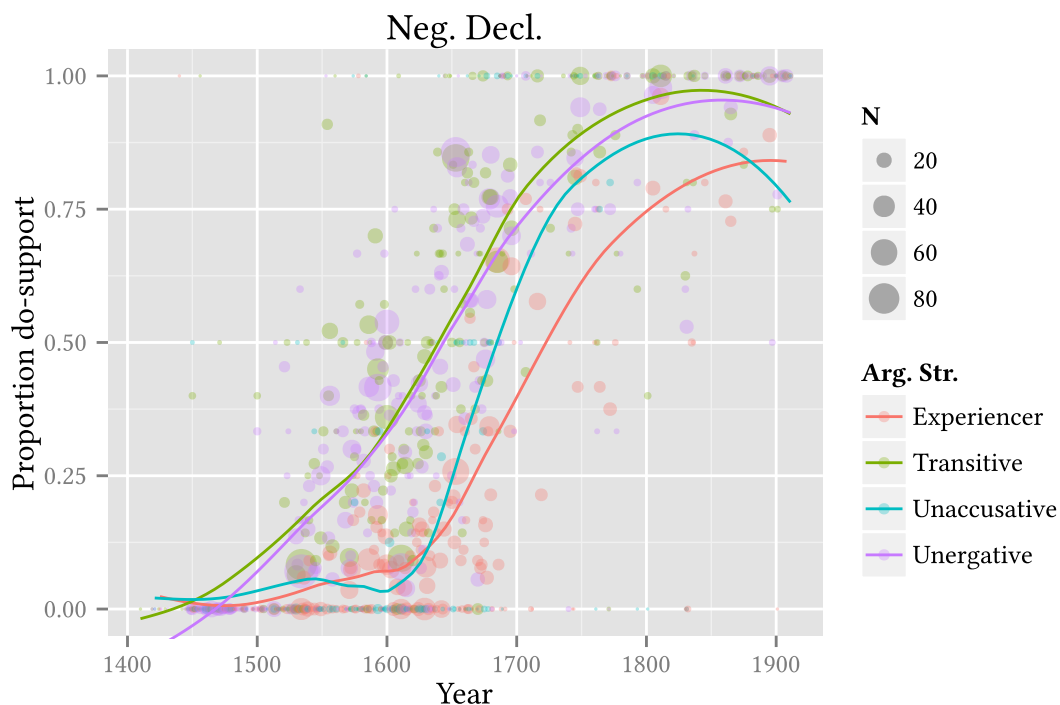 Neg. Decl.
Proportion do-support
1.00
0.75
0.50
0.25
0.00
1400 1500 1600 1700 1800 1900
Year
N
20
40
60
80
Arg. Str.
Experiencer
Transitive
Unaccusative
Unergative